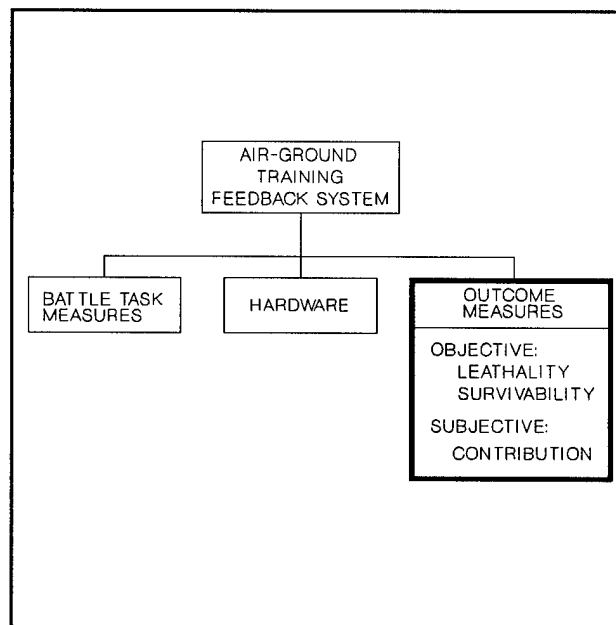 AIR-GROUND
TRAINING
FEEDBACK SYSTEM
BATTLE TASK
MEASURES
HARDWARE
OUTCOME
MEASURES
OBJECTIVE:
LEATHALITY
SURVIVABILITY
SUBJECTIVE:
CONTRIBUTION